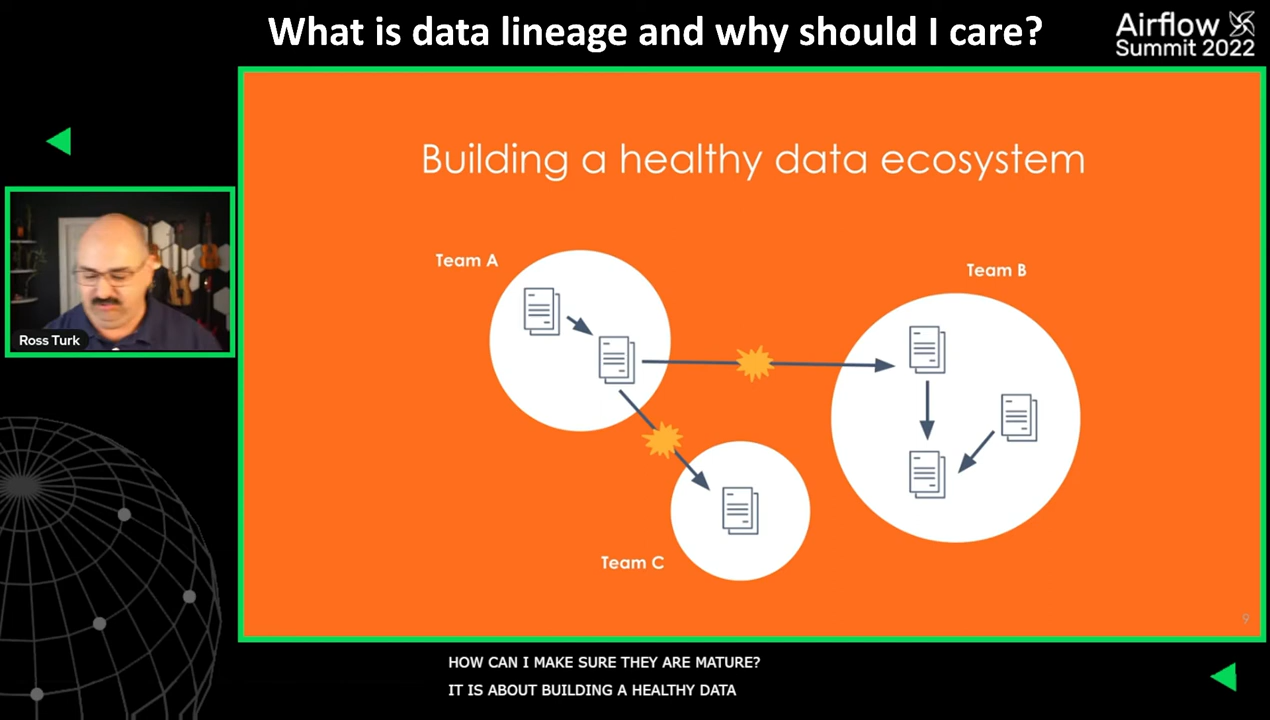 What is data lineage and why should I care?
Airflow
Summit 2022
Building a healthy data ecosystem
Team A
Team B
Ross Turk
Team C
9
HOW CAN I MAKE SURE THEY ARE MATURE?
IT IS ABOUT BUILDING A HEALTHY DATA